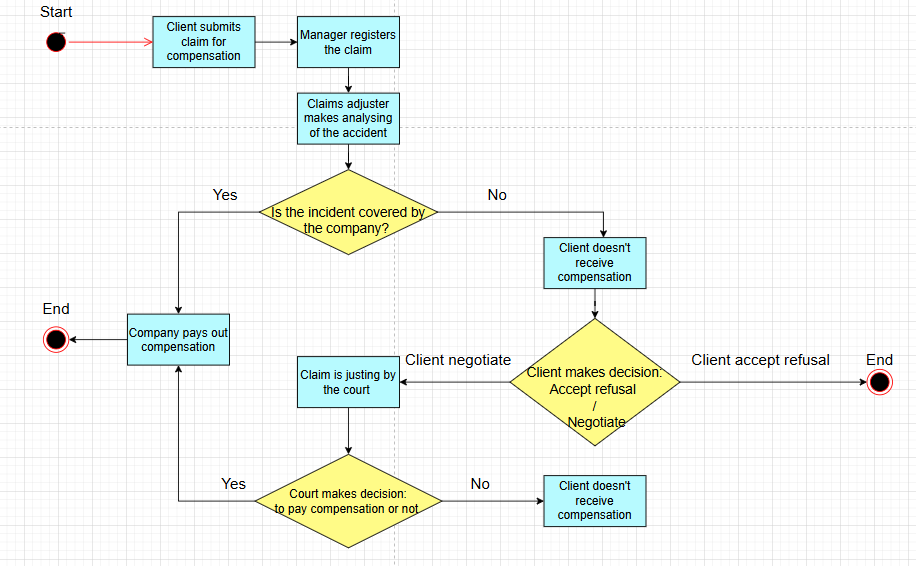 Start
Client submits
claim for
compensation
Manager registers
the claim
Claims adjuster
makes analysing
of the accident
Yes
No
Is the incident covered by
the company?
Client doesn't
receive
compensation
End
Company pays out
compensation
Claim is justing by
the court
Client negotiate
Client makes decision:
Accept refusal
/
Negotiate
Client accept refusal
End
Yes
Court makes decision:
to pay compensation or not
No
Client doesn't
receive
compensation